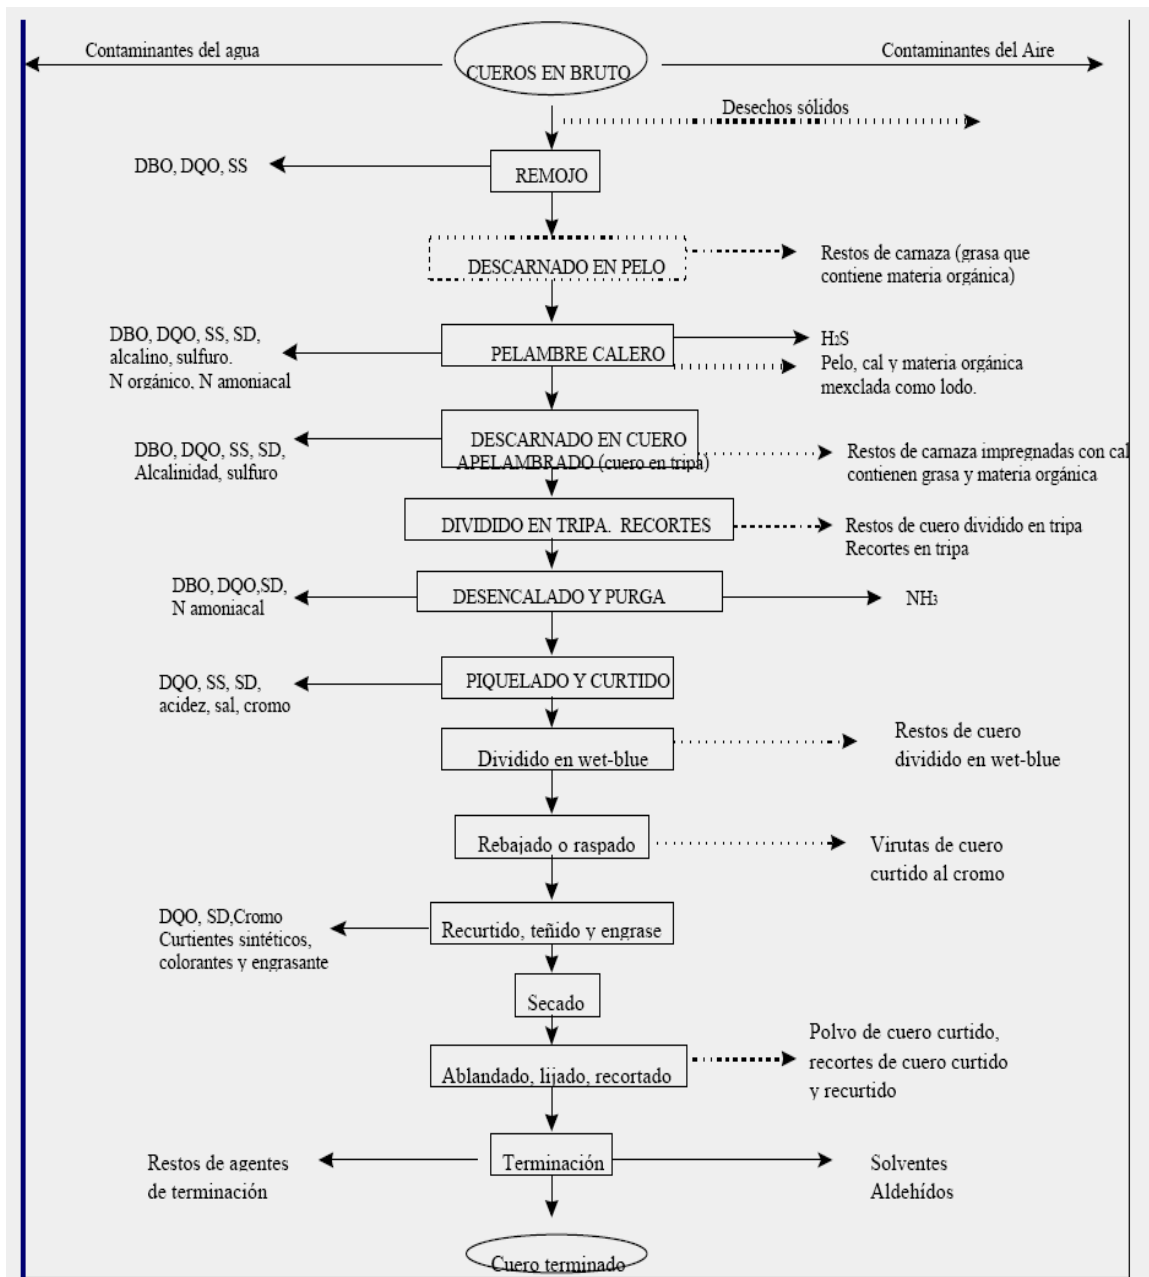 Contaminantes del agua
Contaminantes del Aire
CUEROS EN BRUTO
Desechos sólidos
DBO, DQO, SS
REMOJO
DESCARNADO EN PELO
Restos de carnaza (grasa que
contiene materia orgánica)
DBO, DQO, SS, SD,
alcalino, sulfuro.
N orgánico, N amoniacal
PELAMBRE CALERO
H2S
Pelo, cal y materia orgánica
mexclada como lodo.
DBO, DQO, SS, SD,
Alcalinidad, sulfuro
DESCARNADO EN CUERO
APELAMBRADO (cuero en tripa)
Restos de carnaza impregnadas con cal
contienen grasa y materia orgánica
DIVIDIDO EN TRIPA. RECORTES
Restos de cuero dividido en tripa
Recortes en tripa
DBO, DQO,SD,
N amoniacal
DESENCALADO Y PURGA
NH3
DQO, SS, SD,
acidez, sal, cromo
PIQUELADO Y CURTIDO
Dividido en wet-blue
Restos de cuero
dividido en wet-blue
Rebajado o raspado
Virutas de cuero
curtido al cromo
DQO, SD,Cromo
Curtientes sintéticos,
colorantes y engrasante
Recurtido, teñido y engrase
Secado
Ablandado, lijado, recortado
Polvo de cuero curtido,
recortes de cuero curtido
y recurtido
Restos de agentes
de terminación
Terminación
Solventes
Aldehídos
Cuero terminado